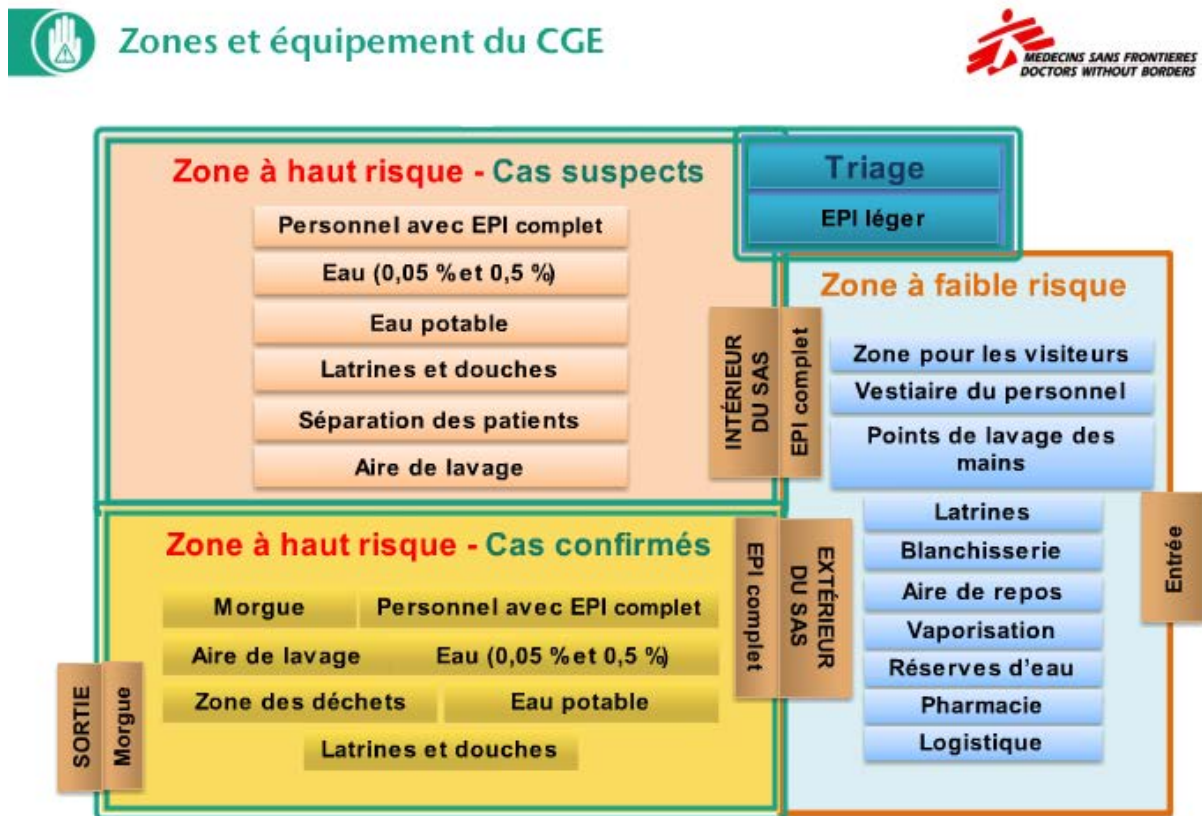 Zones et équipement du CGE
MEDECINS SANS FRONTIERES
DOCTORS WITHOUT BORDERS
Zone à haut risque - Cas suspects
Personnel avec EPI complet
Eau (0,05 % et 0,5 %)
Eau potable
Latrines et douches
Séparation des patients
Aire de lavage
Triage
EPI léger
INTÉRIEUR
DU SAS
EPI complet
Zone à faible risque
Zone pour les visiteurs
Vestiaire du personnel
Points de lavage des
mains
Latrines
Blanchisserie
Aire de repos
Vaporisation
Réserves d'eau
Pharmacie
Logistique
Entrée
Zone à haut risque - Cas confirmés
Morgue
Personnel avec EPI complet
Aire de lavage
Eau (0,05 % et 0,5 %)
Zone des déchets
Eau potable
Latrines et douches
EPI complet
EXTÉRIEUR
DU SAS
SORTIE
Morgue